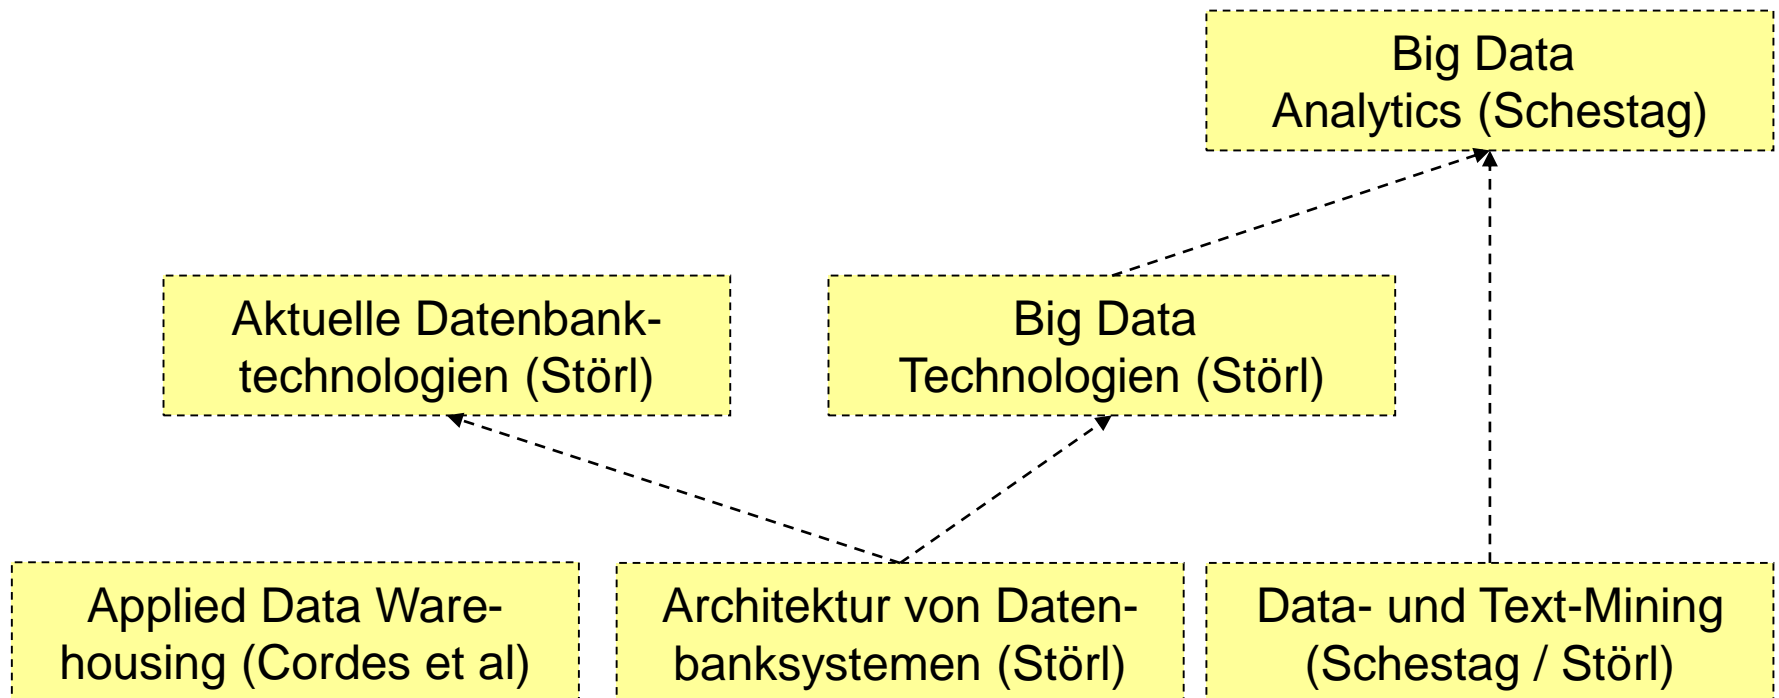 Big Data
Analytics (Schestag)
Aktuelle Datenbank-
technologien (Störl)
Big Data
Technologien (Störl)
Applied Data Ware-
housing (Cordes et al)
Architektur von Daten-
banksystemen (Störl)
Data- und Text-Mining
(Schestag / Störl)